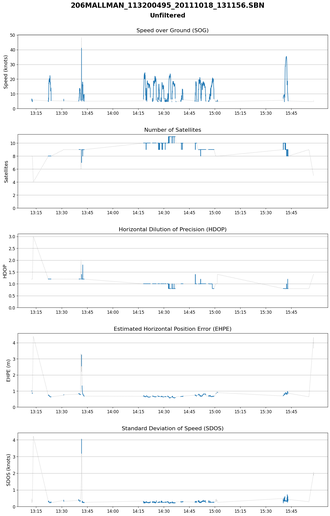 206MALLMAN_113200495_20111018_131156.SBN
Unfiltered
Speed over Ground (SOG)
Speed (knots)
50
40
30
20
10
0
13:15 13:30 13:45 14:00 14:15 14:30 14:45 15:00 15:15 15:30 15:45
Number of Satellites
Satellites
10
8
6
4
2
0
13:15 13:30 13:45 14:00 14:15 14:30 14:45 15:00 15:15 15:30 15:45
Horizontal Dilution of Precision (HDOP)
HDOP
3.0
2.5
2.0
1.5
1.0
0.5
0.0
13:15 13:30 13:45 14:00 14:15 14:30 14:45 15:00 15:15 15:30 15:45
Estimated Horizontal Position Error (EHPE)
EHPE (m)
4
3
2
1
0
13:15 13:30 13:45 14:00 14:15 14:30 14:45 15:00 15:15 15:30 15:45
Standard Deviation of Speed (SDOS)
SDOS (knots)
4
3
2
1
0
13:15 13:30 13:45 14:00 14:15 14:30 14:45 15:00 15:15 15:30 15:45